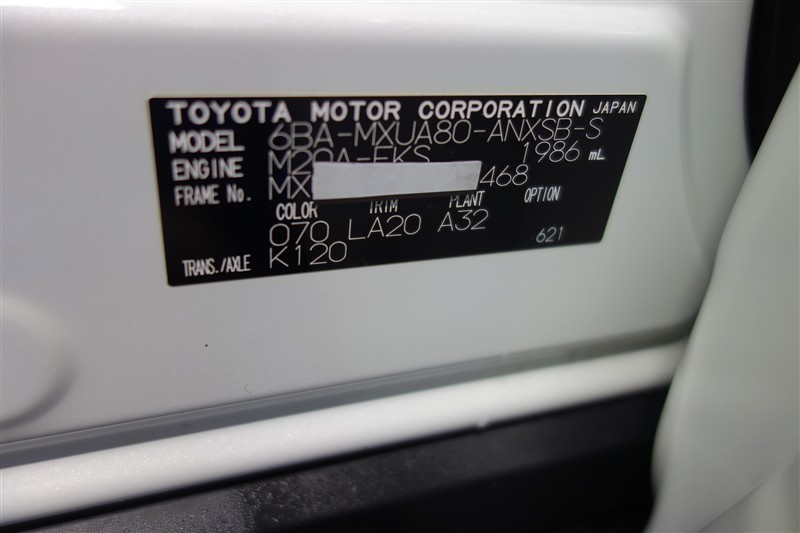 TOYOTA MOTOR CORPORATION JAPAN
MODEL 6BA-MXUA80-ANXSB-S
ENGINE M20A-FKS 1986 mL
FRAME No. MX 468
COLOR TRIM PLANT OPTION
070 LA20 A32
TRANS./AXLE K120 621